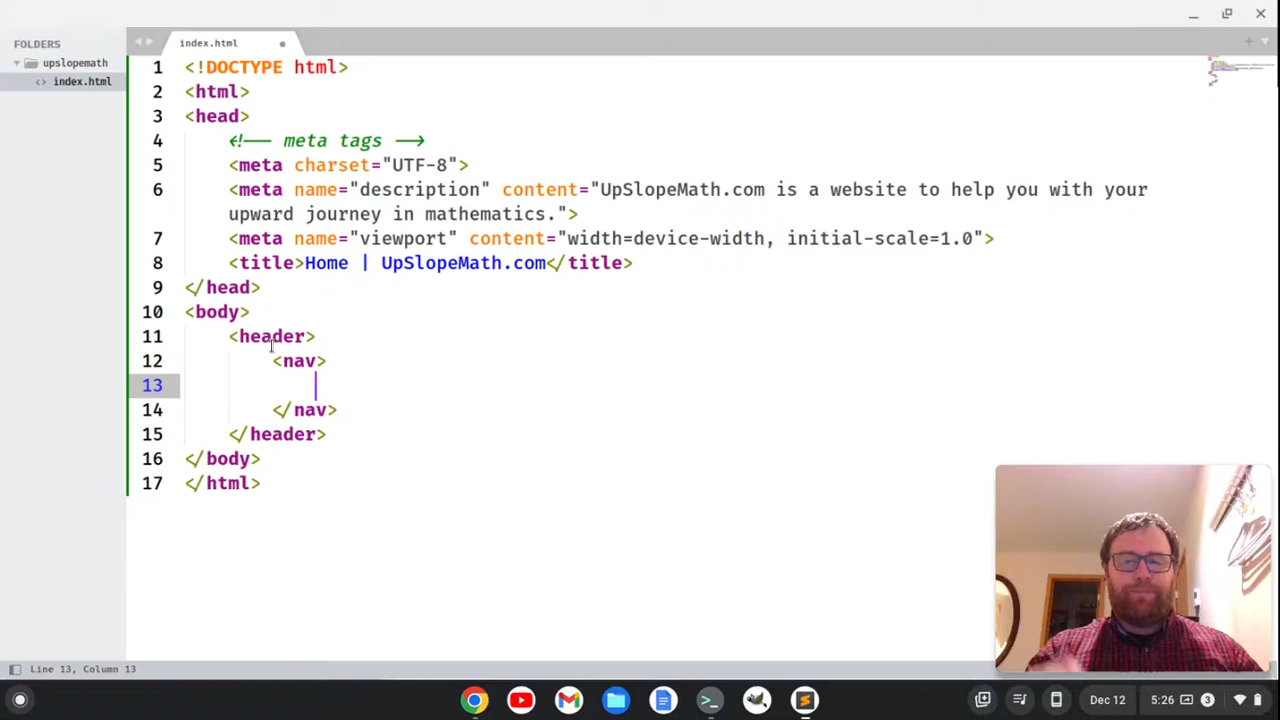 index.html
FOLDERS
upslopemath
<> index.html
1 <!DOCTYPE html>
2 <html>
3 <head>
4 <!-- meta tags -->
5 <meta charset="UTF-8">
6 <meta name="description" content="UpSlopeMath.com is a website to help you with your
upward journey in mathematics.">
7 <meta name="viewport" content="width=device-width, initial-scale=1.0">
8 <title>Home | UpSlopeMath.com</title>
9 </head>
10 <body>
11 <header>
12 <nav>
13
14 </nav>
15 </header>
16 </body>
17 </html>
Line 13, Column 13
Dec 12 5:26 3